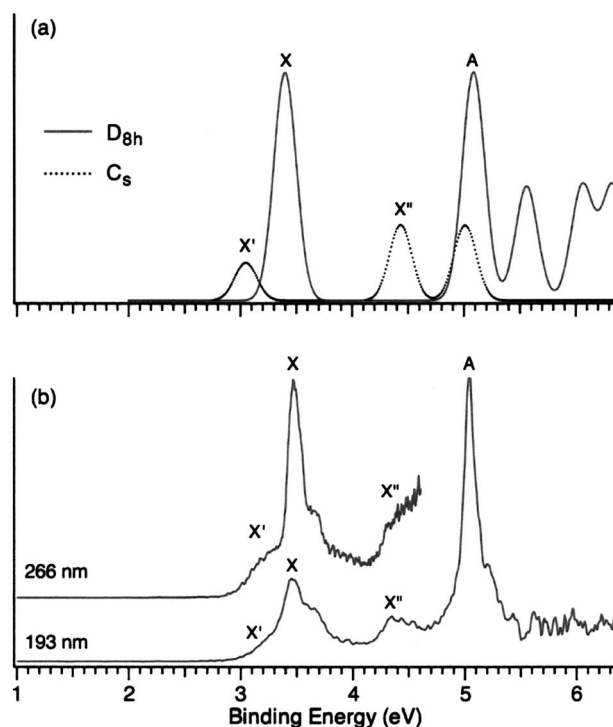 (a)
X
A
D8h
Cs
X'
X"
(b)
X
A
X'
X"
266 nm
X
X'
X"
193 nm
1 2 3 4 5 6
Binding Energy (eV)